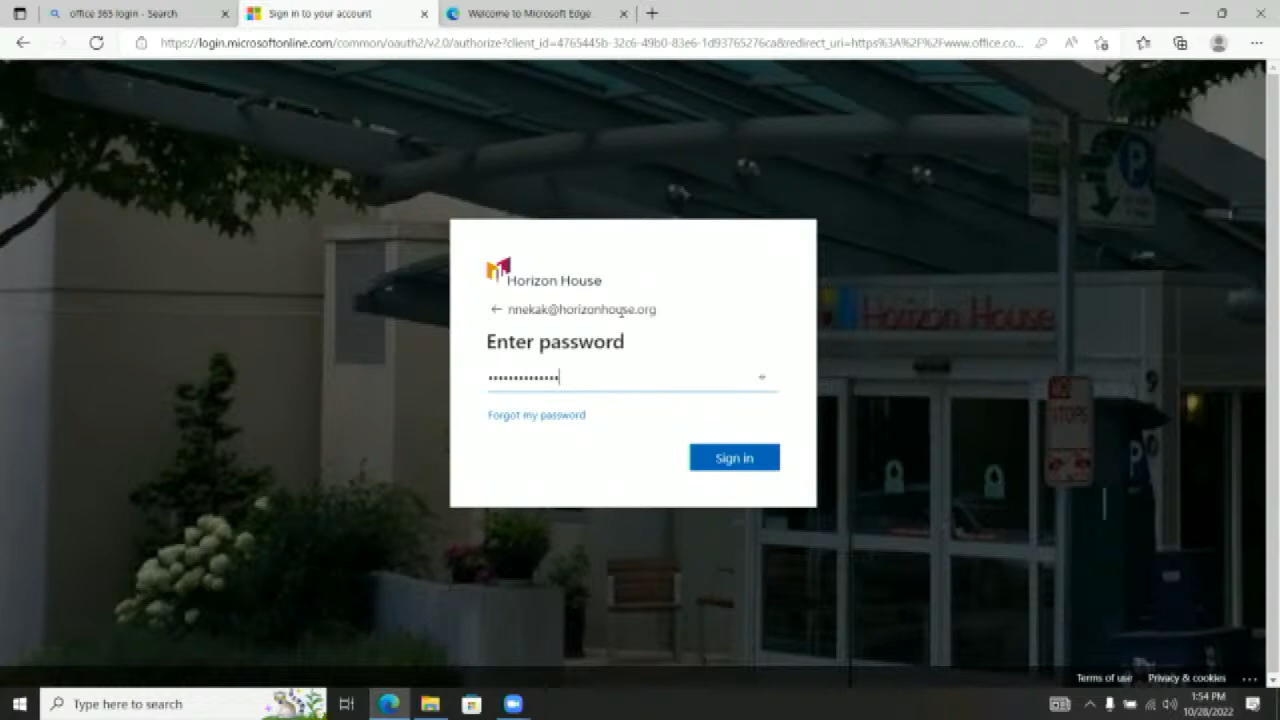 office 365 login - Search
Sign in to your account
Welcome to Microsoft Edge
https://login.microsoftonline.com/common/oauth2/v2.0/authorize?client_id=4765445b-32c6-49b0-83e6-1d93765276ca&redirect_uri=https%3A%2F%2Fwww.office.co...
Horizon House
nnekak@horizonhouse.org
Enter password
Forgot my password
Sign in
Horizon House
STOPS
P
P
Terms of use
Privacy & cookies
Type here to search
1:54 PM
10/28/2022